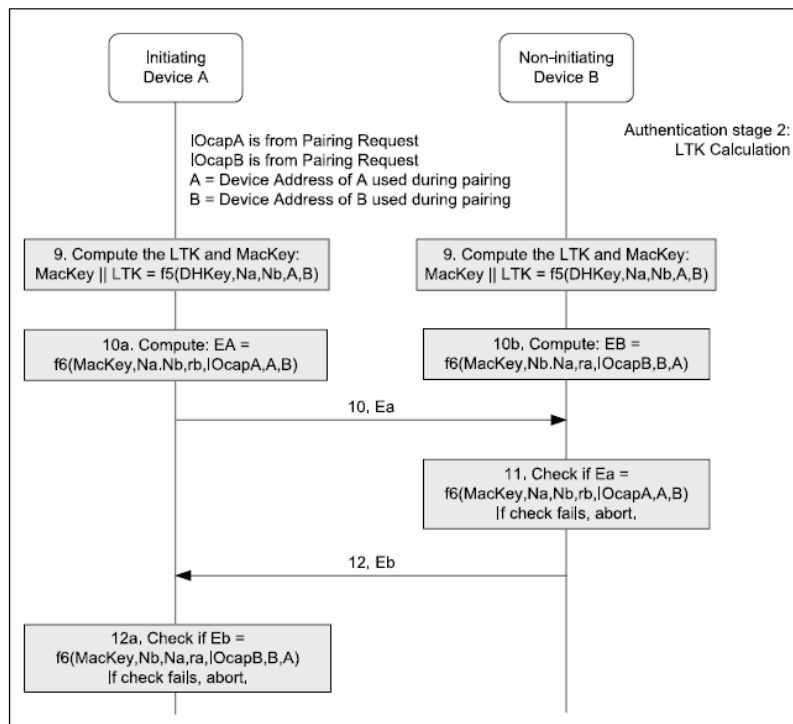 Initiating
Device A
Non-initiating
Device B
Authentication stage 2:
LTK Calculation
IOcapA is from Pairing Request
IOcapB is from Pairing Request
A = Device Address of A used during pairing
B = Device Address of B used during pairing
9. Compute the LTK and MacKey:
MacKey || LTK = f5(DHKey,Na,Nb,A,B)
9. Compute the LTK and MacKey:
MacKey || LTK = f5(DHKey,Na,Nb,A,B)
10a. Compute: EA =
f6(MacKey,Na.Nb,rb,IOcapA,A,B)
10b. Compute: EB =
f6(MacKey,Nb.Na,ra,IOcapB,B,A)
10. Ea
11. Check if Ea =
f6(MacKey,Na,Nb,rb,IOcapA,A,B)
If check fails, abort.
12. Eb
12a. Check if Eb =
f6(MacKey,Nb,Na,ra,IOcapB,B,A)
If check fails, abort.